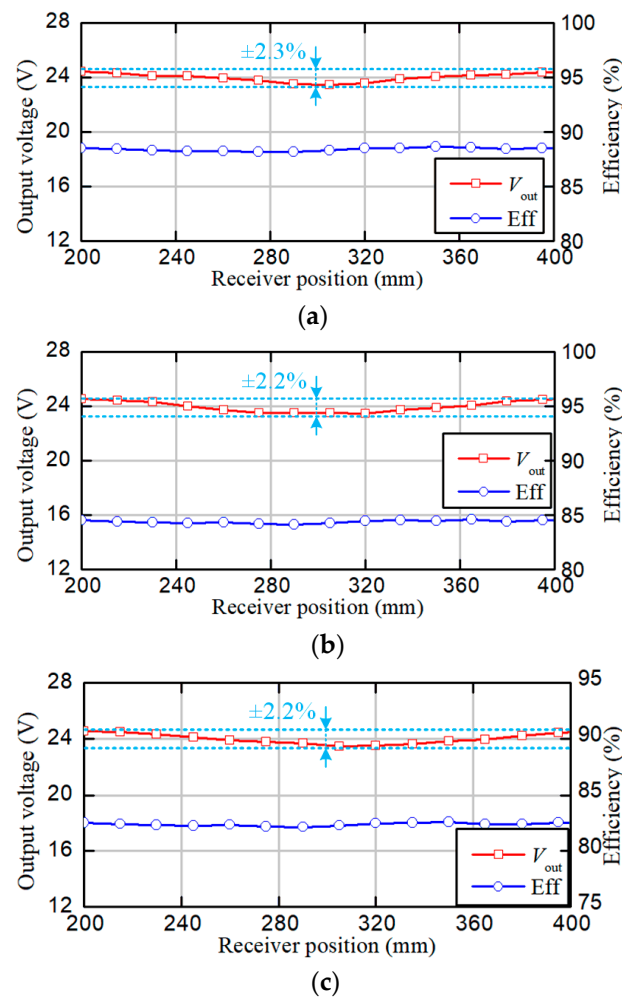 28
24
20
16
12
Output voltage (V)
±2.3%
100
95
90
85
80
Efficiency (%)
V out
Eff
200 240 280 320 360 400
Receiver position (mm)
(a)
28
24
20
16
12
Output voltage (V)
±2.2%
100
95
90
85
80
Efficiency (%)
V out
Eff
200 240 280 320 360 400
Receiver position (mm)
(b)
28
24
20
16
12
Output voltage (V)
±2.2%
95
90
85
80
75
Efficiency (%)
V out
Eff
200 240 280 320 360 400
Receiver position (mm)
(c)